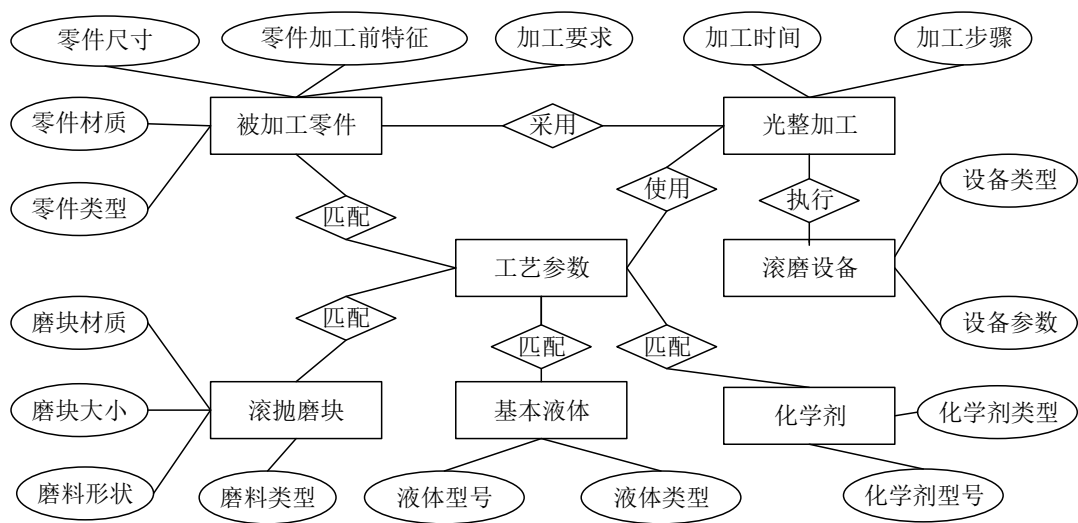 零件尺寸
零件加工前特征
加工要求
加工时间
加工步骤
零件材质
被加工零件
采用
光整加工
零件类型
匹配
使用
执行
设备类型
工艺参数
滚磨设备
磨块材质
匹配
匹配
匹配
设备参数
磨块大小
滚抛磨块
基本液体
化学剂
化学剂类型
磨料形状
磨料类型
液体型号
液体类型
化学剂型号